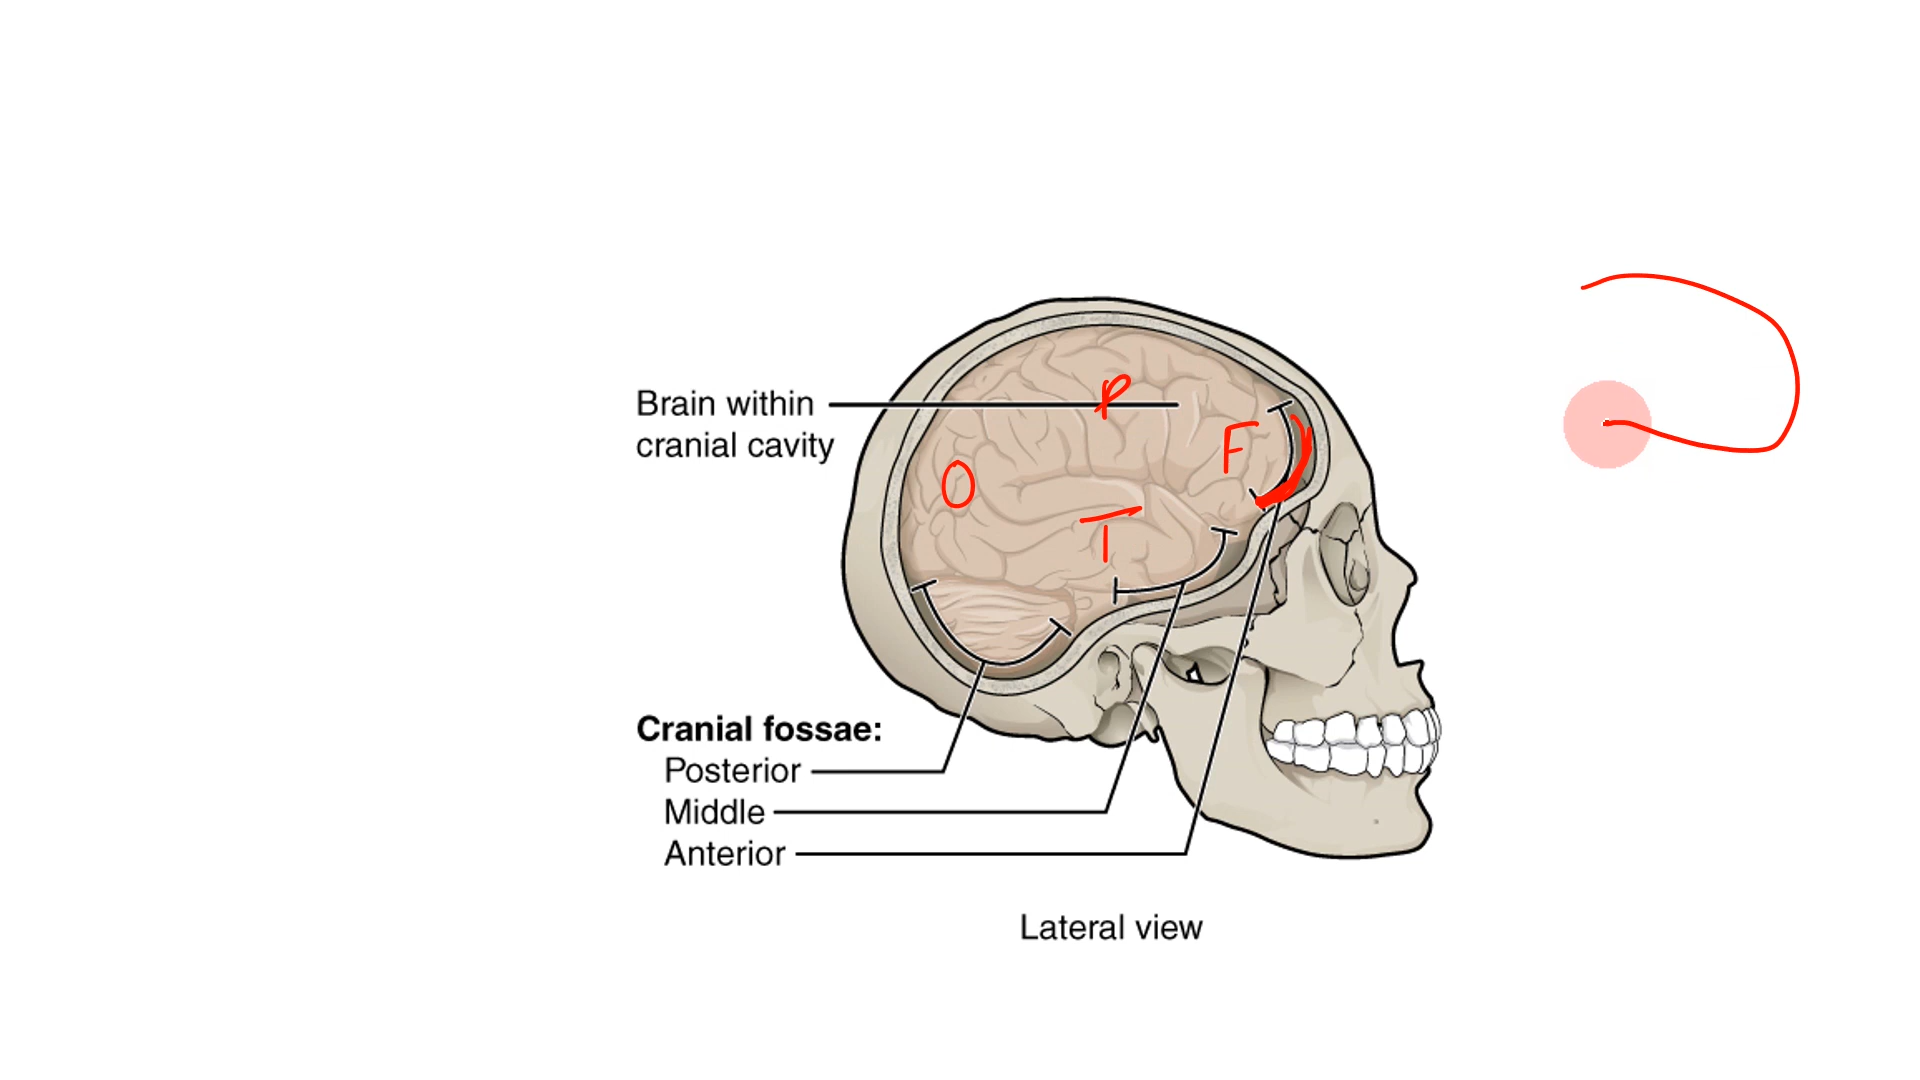 Brain within
cranial cavity
P
F
O
T
Cranial fossae:
Posterior
Middle
Anterior
Lateral view